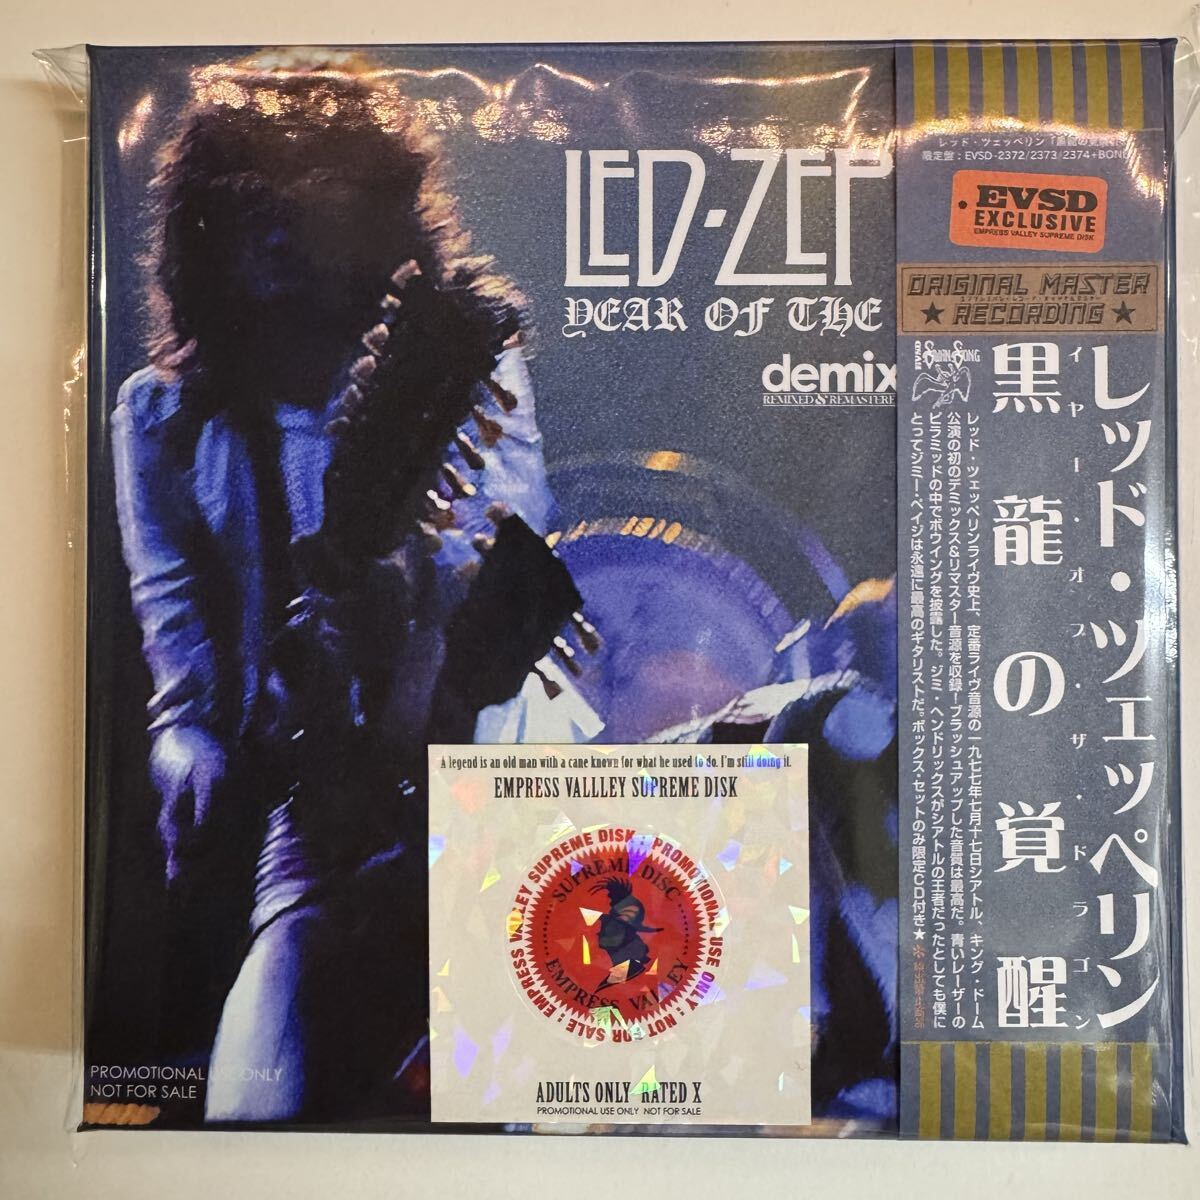 LED-ZEP
YEAR OF THE
demix
REMIXED & REMASTERE
レッド・ツェッペリン「黒龍の覚醒
限定盤：EVSD-2372/2373/2374+BONU
EVSD
EXCLUSIVE
EMPRESS VALLEY SUPREME DISK
ORIGINAL MASTER
★ RECORDING ★
SWAN SONG
レッド・ツェッペリン
イヤー・オブ・ザ・ドラゴン
黒龍の覚醒
レッド・ツェッペリンライヴ史上、定番ライヴ音源の一九七七年七月十七日シアトル、キング・ドーム
公演の初のデミックス&リマスター音源を収録！ブラッシュアップした音質は最高だ。青いレーザーの
ピラミッドの中でボウイングを披露した。ジミ・ヘンドリックスがシアトルの王者だったとしても僕に
とってジミー・ペイジは永遠に最高のギタリストだ。ボックス・セットのみ限定CD付き★
A legend is an old man with a cane known for what he used to do. I'm still doing it.
EMPRESS VALLLEY SUPREME DISK
EMPRESS VALLEY SUPREME DISK : PROMOTIONAL USE ONLY : NOT FOR SALE :
SUPREME DISC
EMPRESS VALLEY
ADULTS ONLY RATED X
PROMOTIONAL USE ONLY NOT FOR SALE
PROMOTIONAL USE ONLY
NOT FOR SALE